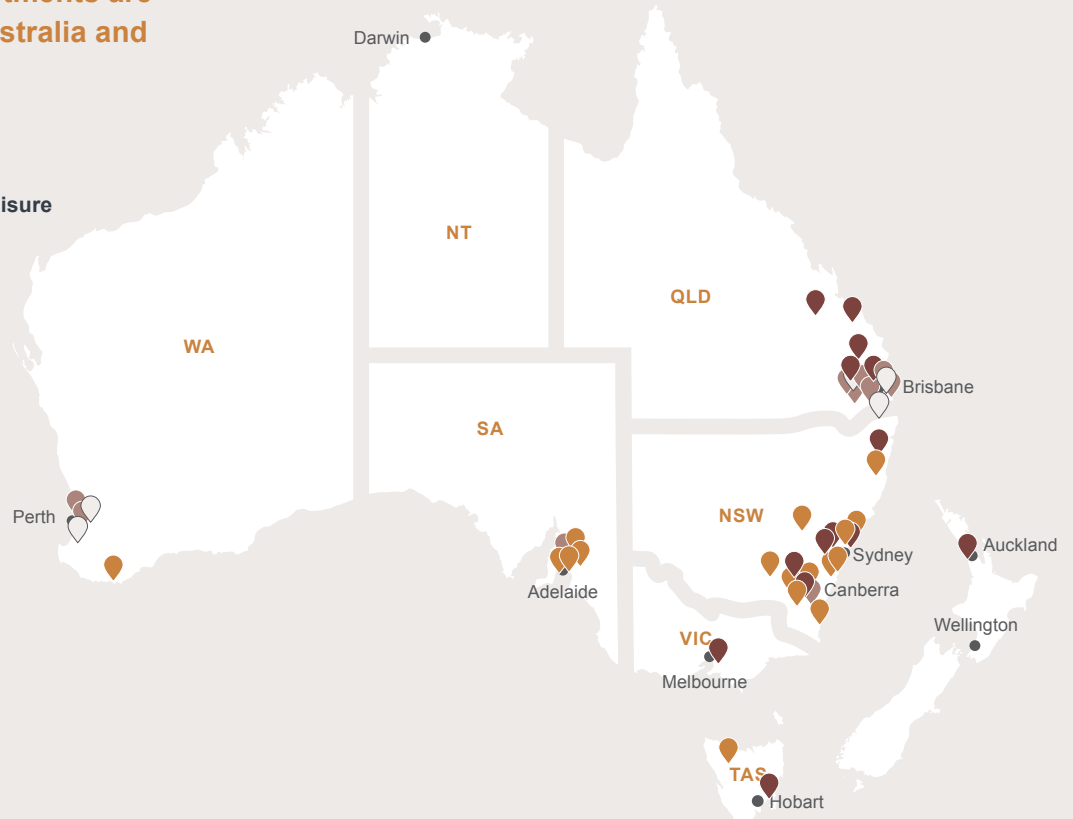 stralia and
Darwin
isure
NT
QLD
WA
Brisbane
SA
NSW
Perth
Auckland
Sydney
Adelaide
Canberra
Wellington
VIC
Melbourne
TAS
Hobart